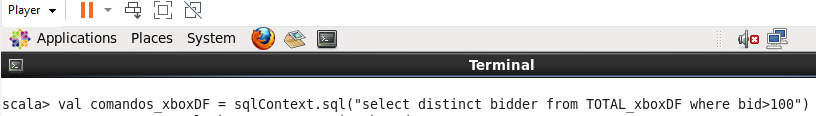 Player
Applications Places System
Terminal
scala> val comandos_xboxDF = sqlContext.sql("select distinct bidder from TOTAL_xboxDF where bid>100")